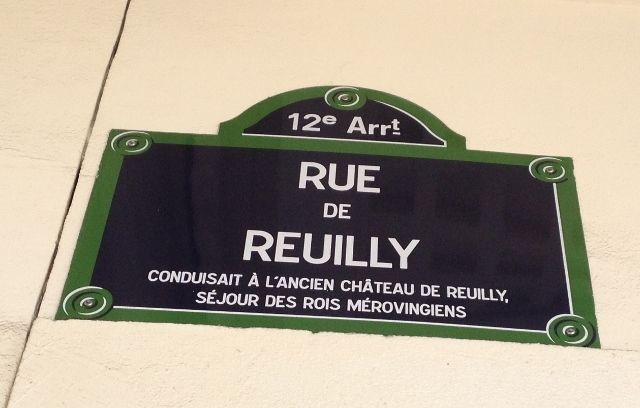 12e Arrt
RUE
DE
REUILLY
CONDUISAIT À L'ANCIEN CHÂTEAU DE REUILLY,
SÉJOUR DES ROIS MÉROVINGIENS